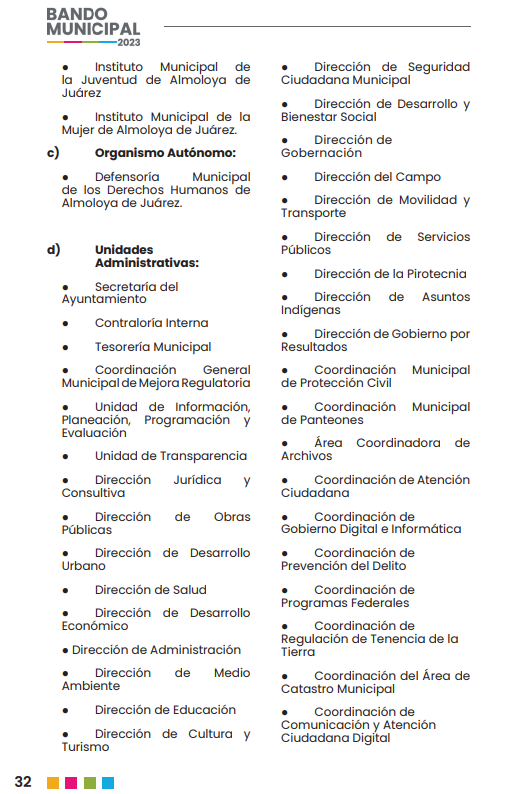 BANDO
MUNICIPAL
2023
● Instituto Municipal de
la Juventud de Almoloya de
Juárez
● Instituto Municipal de la
Mujer de Almoloya de Juárez.
c) Organismo Autónomo:
● Defensoría Municipal
de los Derechos Humanos de
Almoloya de Juárez.
d) Unidades
Administrativas:
● Secretaría del
Ayuntamiento
● Contraloría Interna
● Tesorería Municipal
● Coordinación General
Municipal de Mejora Regulatoria
● Unidad de Información,
Planeación, Programación y
Evaluación
● Unidad de Transparencia
● Dirección Jurídica y
Consultiva
● Dirección de Obras
Públicas
● Dirección de Desarrollo
Urbano
● Dirección de Salud
● Dirección de Desarrollo
Económico
● Dirección de Administración
● Dirección de Medio
Ambiente
● Dirección de Educación
● Dirección de Cultura y
Turismo
● Dirección de Seguridad
Ciudadana Municipal
● Dirección de Desarrollo y
Bienestar Social
● Dirección de
Gobernación
● Dirección del Campo
● Dirección de Movilidad y
Transporte
● Dirección de Servicios
Públicos
● Dirección de la Pirotecnia
● Dirección de Asuntos
Indígenas
● Dirección de Gobierno por
Resultados
● Coordinación Municipal
de Protección Civil
● Coordinación Municipal
de Panteones
● Área Coordinadora de
Archivos
● Coordinación de Atención
Ciudadana
● Coordinación de
Gobierno Digital e Informática
● Coordinación de
Prevención del Delito
● Coordinación de
Programas Federales
● Coordinación de
Regulación de Tenencia de la
Tierra
● Coordinación del Área de
Catastro Municipal
● Coordinación de
Comunicación y Atención
Ciudadana Digital
32